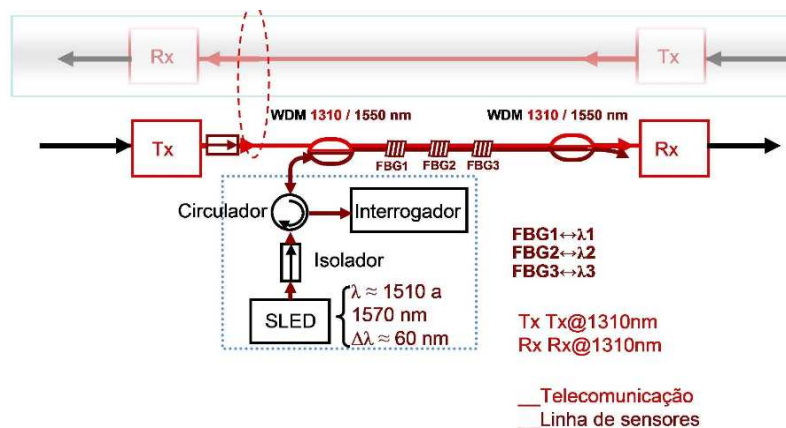 Rx
Tx
WDM 1310 / 1550 nm
WDM 1310 / 1550 nm
Tx
FBG1
FBG2
FBG3
Rx
Circulador
Interrogador
Isolador
SLED
λ ≈ 1510 a
1570 nm
Δλ ≈ 60 nm
FBG1↔λ1
FBG2↔λ2
FBG3↔λ3
Tx Tx@1310nm
Rx Rx@1310nm
__Telecomunicação
__Linha de sensores